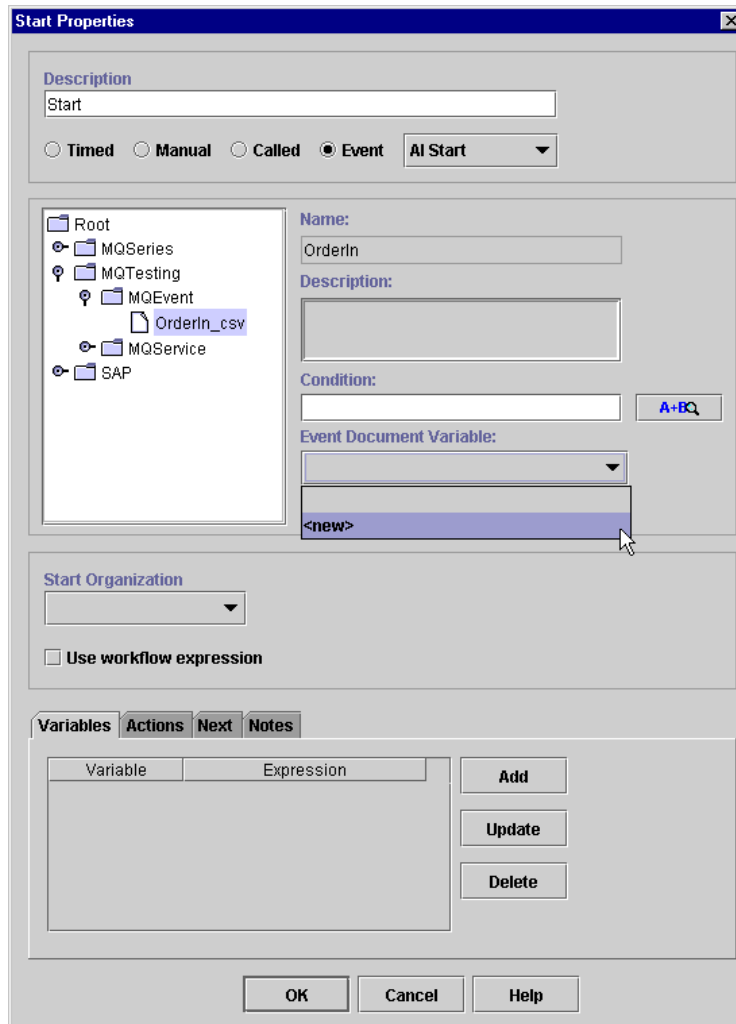 Start Properties
Description
Start
Timed Manual Called Event AI Start
Root
MQSeries
MQTesting
MQEvent
OrderIn_csv
MQService
SAP
Name:
OrderIn
Description:
Condition:
A+B
Event Document Variable:
<new>
Start Organization
Use workflow expression
Variables Actions Next Notes
Variable Expression
Add
Update
Delete
OK Cancel Help